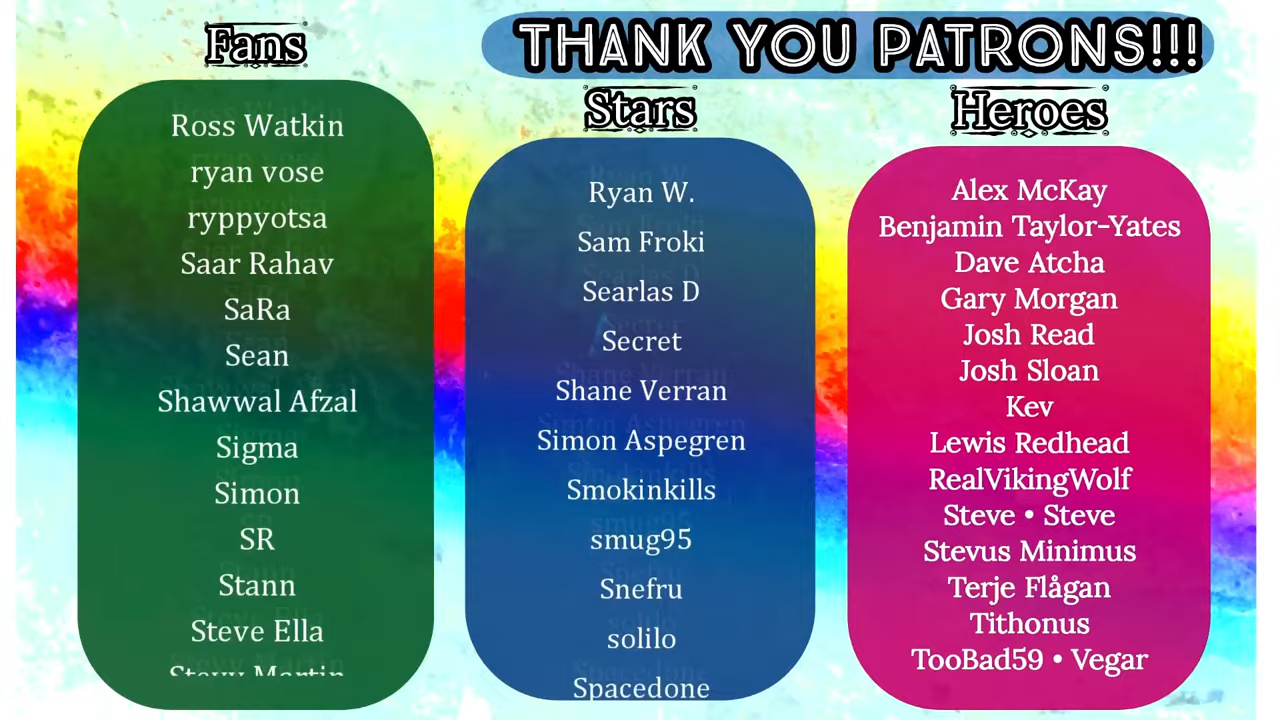 Fans
Ross Watkin
ryan vose
ryppyotsa
Saar Rahav
SaRa
Sean
Shawwal Afzal
Sigma
Simon
SR
Stann
Steve Ella
Stevy Martin
THANK YOU PATRONS!!!
Stars
Ryan W.
Sam Froki
Searlas D
Secret
Shane Verran
Simon Aspegren
Smokinkills
smug95
Snefru
solilo
Spacedone
Heroes
Alex McKay
Benjamin Taylor-Yates
Dave Atcha
Gary Morgan
Josh Read
Josh Sloan
Kev
Lewis Redhead
RealVikingWolf
Steve • Steve
Stevus Minimus
Terje Flågan
Tithonus
TooBad59 • Vegar